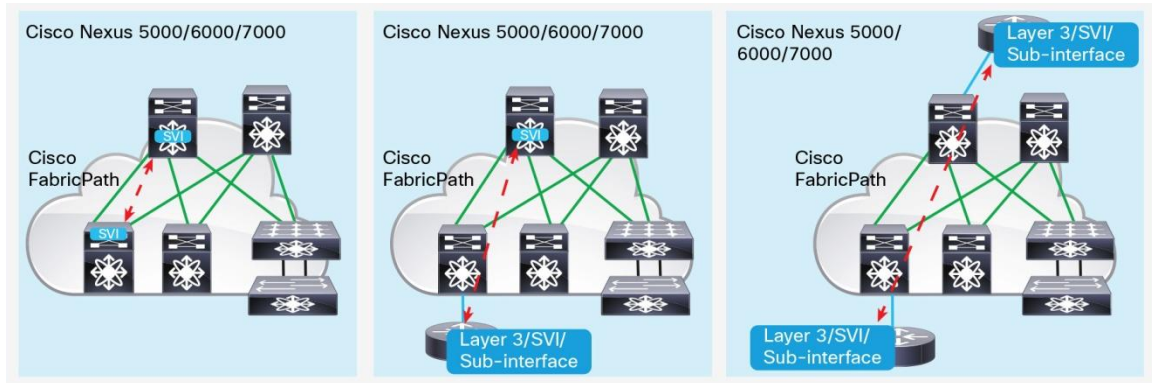 Cisco Nexus 5000/6000/7000
SVI
Cisco
FabricPath
SVI
Cisco Nexus 5000/6000/7000
SVI
Cisco
FabricPath
Layer 3/SVI/
Sub-interface
Cisco Nexus 5000/
6000/7000
Layer 3/SVI/
Sub-interface
Cisco
FabricPath
Layer 3/SVI/
Sub-interface